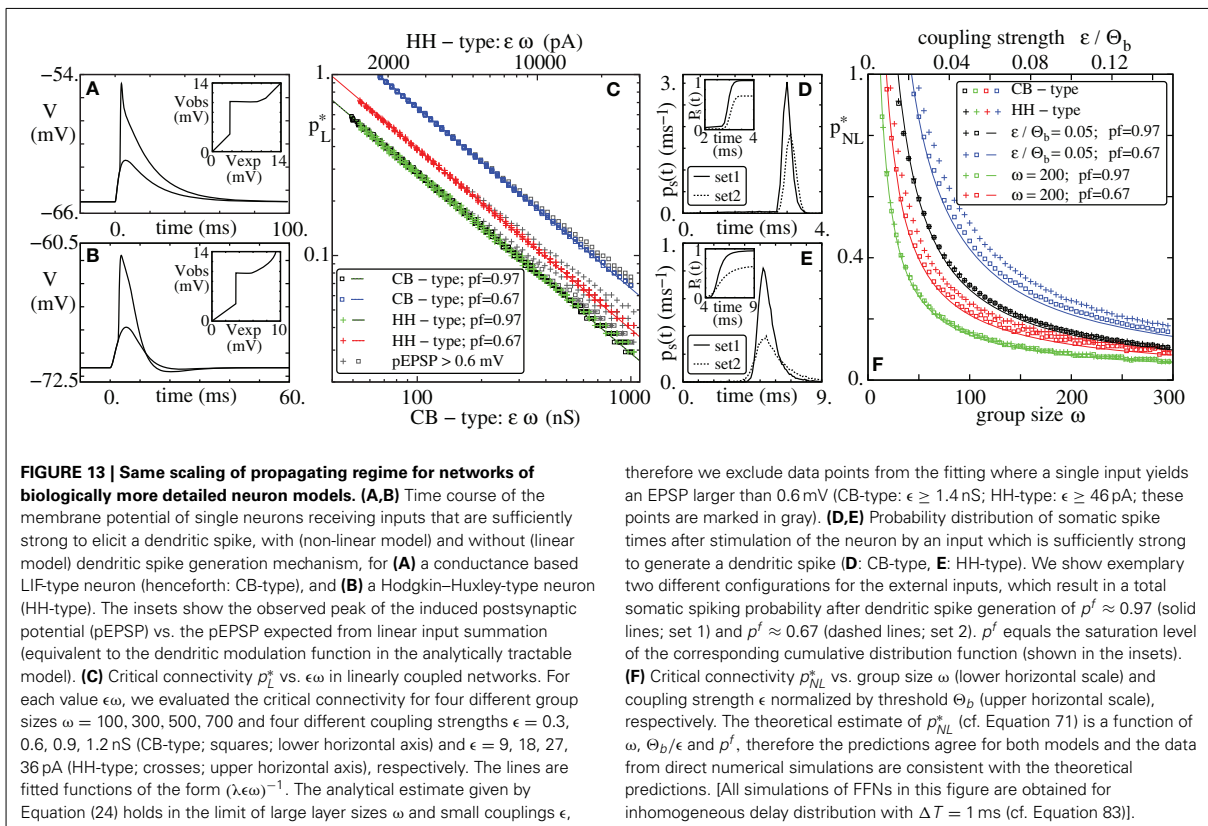 HH – type: ε ω (pA)
2000
10000
coupling strength ε / Θb
0.
0.04
0.08
0.12
−54.
A
V
(mV)
−66.
14
Vobs
(mV)
0
0
Vexp
14
(mV)
0.
time (ms)
100.
−60.5
B
V
(mV)
−72.5
14
Vobs
(mV)
0
0
Vexp
10
(mV)
0.
time (ms)
60.
1.
C
p*L
0.1
CB – type; pf=0.97
CB – type; pf=0.67
HH – type; pf=0.97
HH – type; pf=0.67
pEPSP > 0.6 mV
100
1000
CB – type: ε ω (nS)
5.
D
ps(t) (ms⁻¹)
0.
1
P(t)
0
2
time
4
(ms)
set1
set2
0.
time (ms)
4.
1.
E
ps(t) (ms⁻¹)
0.
1
P(t)
0
4
time
9
(ms)
set1
set2
0.
time (ms)
9.
1.
p*NL
0.4
0.
CB – type
HH – type
ε / Θb = 0.05; pf=0.97
ε / Θb = 0.05; pf=0.67
ω = 200; pf=0.97
ω = 200; pf=0.67
F
0
100
200
300
group size ω
FIGURE 13 | Same scaling of propagating regime for networks of
biologically more detailed neuron models. (A,B) Time course of the
membrane potential of single neurons receiving inputs that are sufficiently
strong to elicit a dendritic spike, with (non-linear model) and without (linear
model) dendritic spike generation mechanism, for (A) a conductance based
LIF-type neuron (henceforth: CB-type), and (B) a Hodgkin–Huxley-type neuron
(HH-type). The insets show the observed peak of the induced postsynaptic
potential (pEPSP) vs. the pEPSP expected from linear input summation
(equivalent to the dendritic modulation function in the analytically tractable
model). (C) Critical connectivity p*L vs. ϵω in linearly coupled networks. For
each value ϵω, we evaluated the critical connectivity for four different group
sizes ω = 100, 300, 500, 700 and four different coupling strengths ϵ = 0.3,
0.6, 0.9, 1.2 nS (CB-type; squares; lower horizontal axis) and ϵ = 9, 18, 27,
36 pA (HH-type; crosses; upper horizontal axis), respectively. The lines are
fitted functions of the form (λϵω)⁻¹. The analytical estimate given by
Equation (24) holds in the limit of large layer sizes ω and small couplings ϵ,
therefore we exclude data points from the fitting where a single input yields
an EPSP larger than 0.6 mV (CB-type: ϵ ≥ 1.4 nS; HH-type: ϵ ≥ 46 pA; these
points are marked in gray). (D,E) Probability distribution of somatic spike
times after stimulation of the neuron by an input which is sufficiently strong
to generate a dendritic spike (D: CB-type, E: HH-type). We show exemplary
two different configurations for the external inputs, which result in a total
somatic spiking probability after dendritic spike generation of pᶠ ≈ 0.97 (solid
lines; set 1) and pᶠ ≈ 0.67 (dashed lines; set 2). pᶠ equals the saturation level
of the corresponding cumulative distribution function (shown in the insets).
(F) Critical connectivity p*NL vs. group size ω (lower horizontal scale) and
coupling strength ϵ normalized by threshold Θb (upper horizontal scale),
respectively. The theoretical estimate of p*NL (cf. Equation 71) is a function of
ω, Θb/ϵ and pᶠ, therefore the predictions agree for both models and the data
from direct numerical simulations are consistent with the theoretical
predictions. [All simulations of FFNs in this figure are obtained for
inhomogeneous delay distribution with ΔT = 1 ms (cf. Equation 83)].